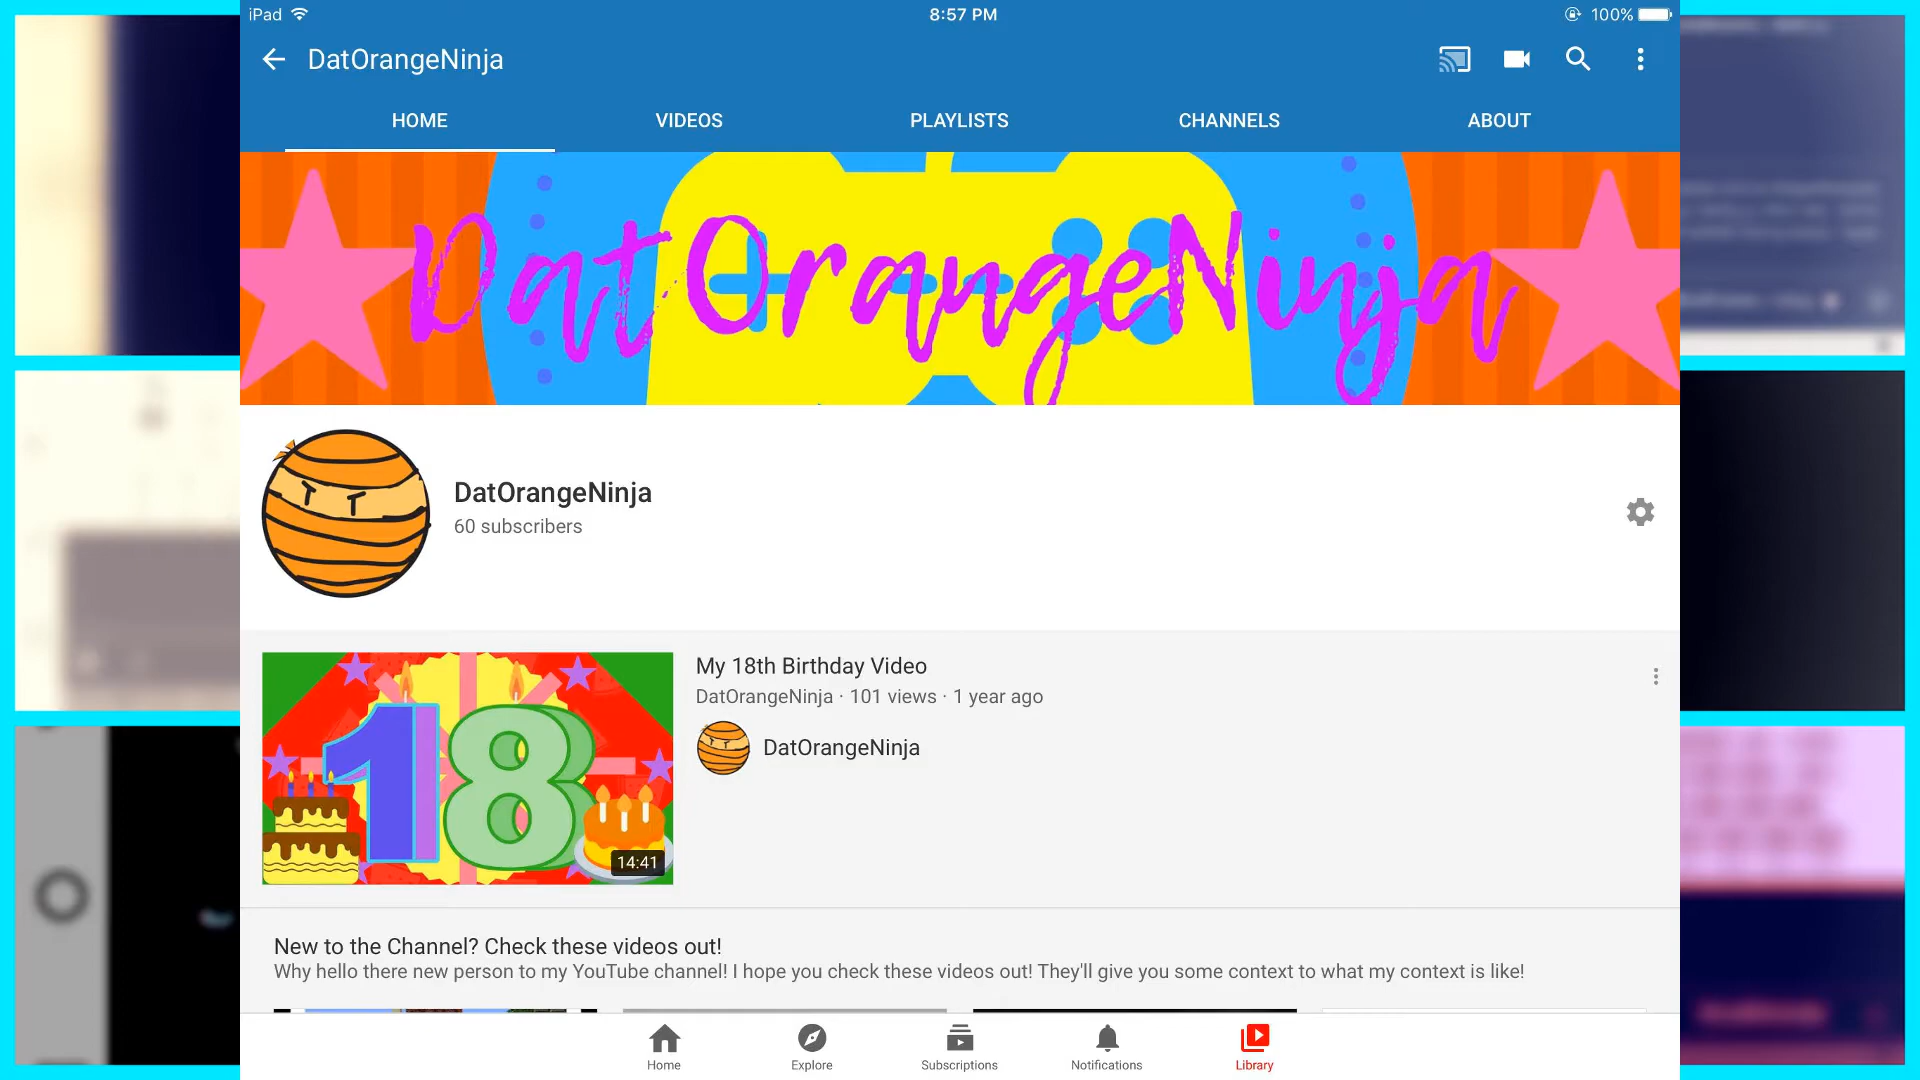 iPad
8:57 PM
100%
DatOrangeNinja
HOME
VIDEOS
PLAYLISTS
CHANNELS
ABOUT
DatOrangeNinja
DatOrangeNinja
60 subscribers
18
14:41
My 18th Birthday Video
DatOrangeNinja · 101 views · 1 year ago
DatOrangeNinja
New to the Channel? Check these videos out!
Why hello there new person to my YouTube channel! I hope you check these videos out! They'll give you some context to what my context is like!
Home
Explore
Subscriptions
Notifications
Library